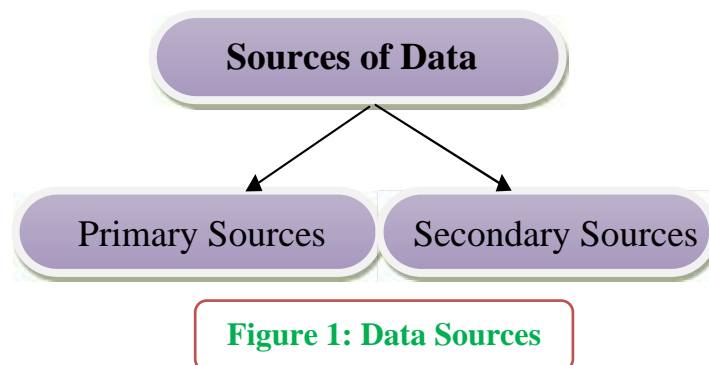 Sources of Data
Primary Sources
Secondary Sources
Figure 1: Data Sources